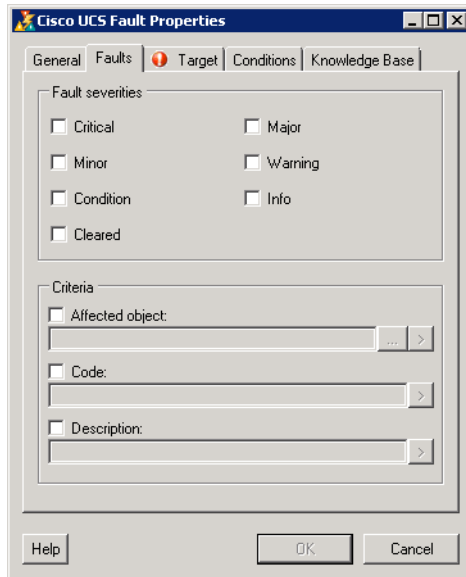 Cisco UCS Fault Properties
General Faults Target Conditions Knowledge Base
Fault severities
Critical Major
Minor Warning
Condition Info
Cleared
Criteria
Affected object:
... >
Code:
>
Description:
>
Help OK Cancel